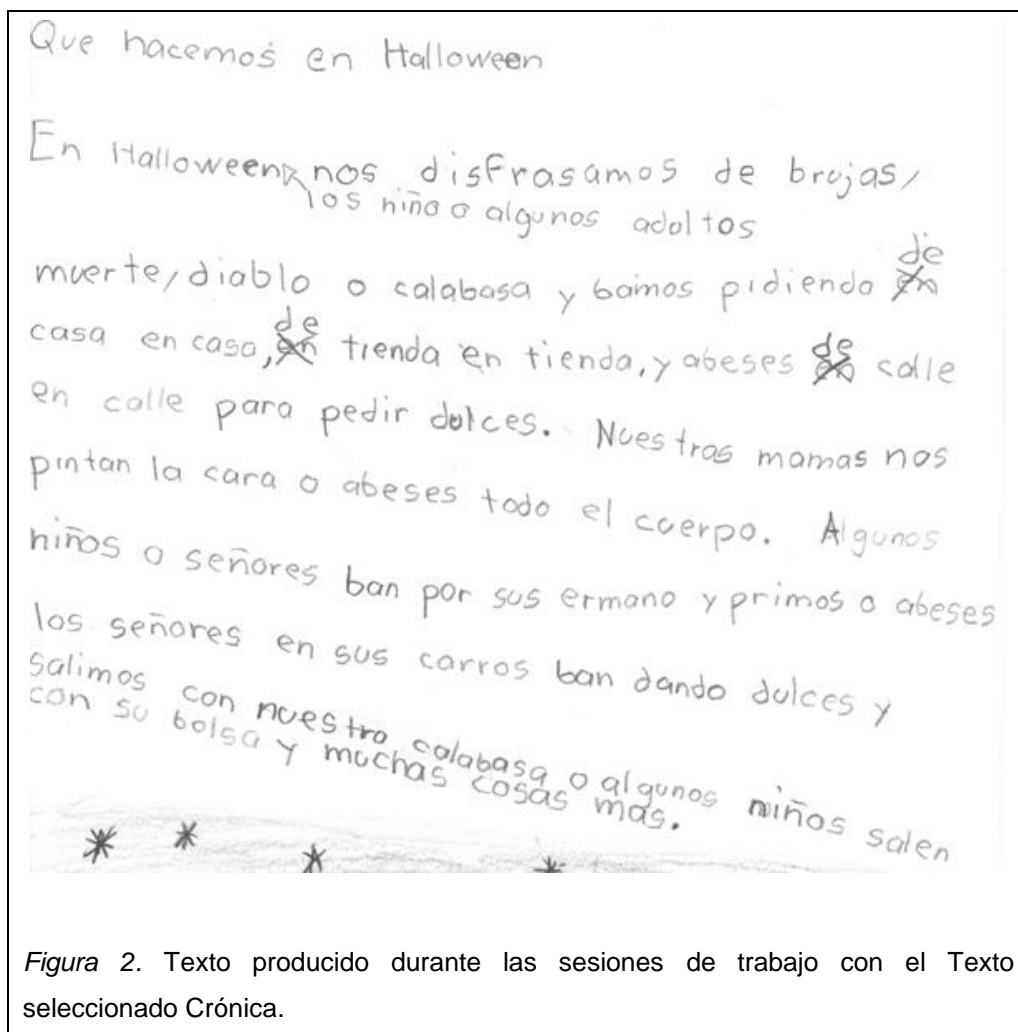 Que hacemos en Halloween
En Halloween nos disfrasamos de brujas,
los niño o algunos adultos
muerte, diablo o calabasa y baimos pidiendo de
casa en casa, de tienda en tienda, y abeses de calle
en calle para pedir dulces. Nuestras mamas nos
pintan la cara o abeses todo el cuerpo. Algunos
niños o señores ban por sus ermano y primos o abeses
los señores en sus carros ban dando dulces y
salimos con nuestra calabasa o algunos niños salen
con su bolsa y muchas cosas mas.
Figura 2. Texto producido durante las sesiones de trabajo con el Texto
seleccionado Crónica.